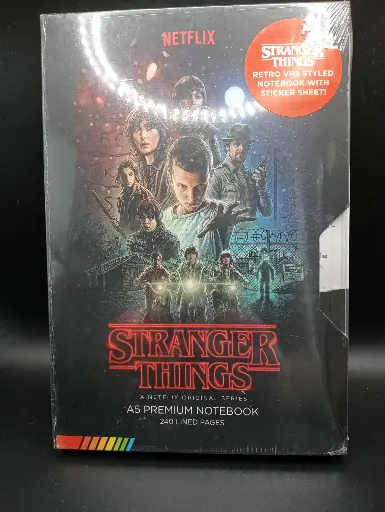 NETFLIX
STRANGER
THINGS
RETRO VHS STYLED
NOTEBOOK WITH
STICKER SHEET!
STRANGER
THINGS
A NETFLIX ORIGINAL SERIES
A5 PREMIUM NOTEBOOK
240 LINED PAGES